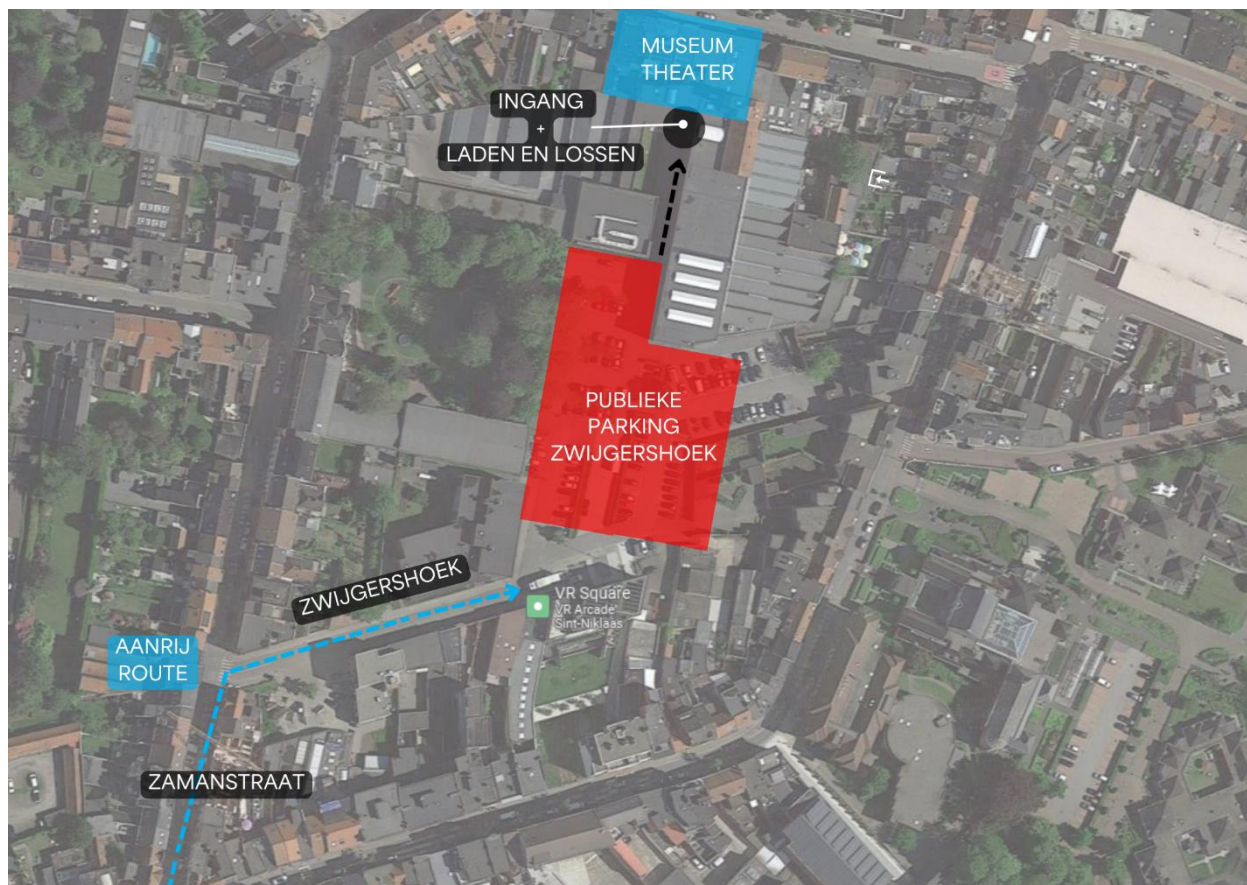 MUSEUM
THEATER
INGANG
+
LADEN EN LOSSEN
PUBLIEKE
PARKING
ZWIJGERSHOEK
ZWIJGERSHOEK
VR Square
VR Arcade
Sint-Niklaas
AANRIJ
ROUTE
ZAMANSTRAAT